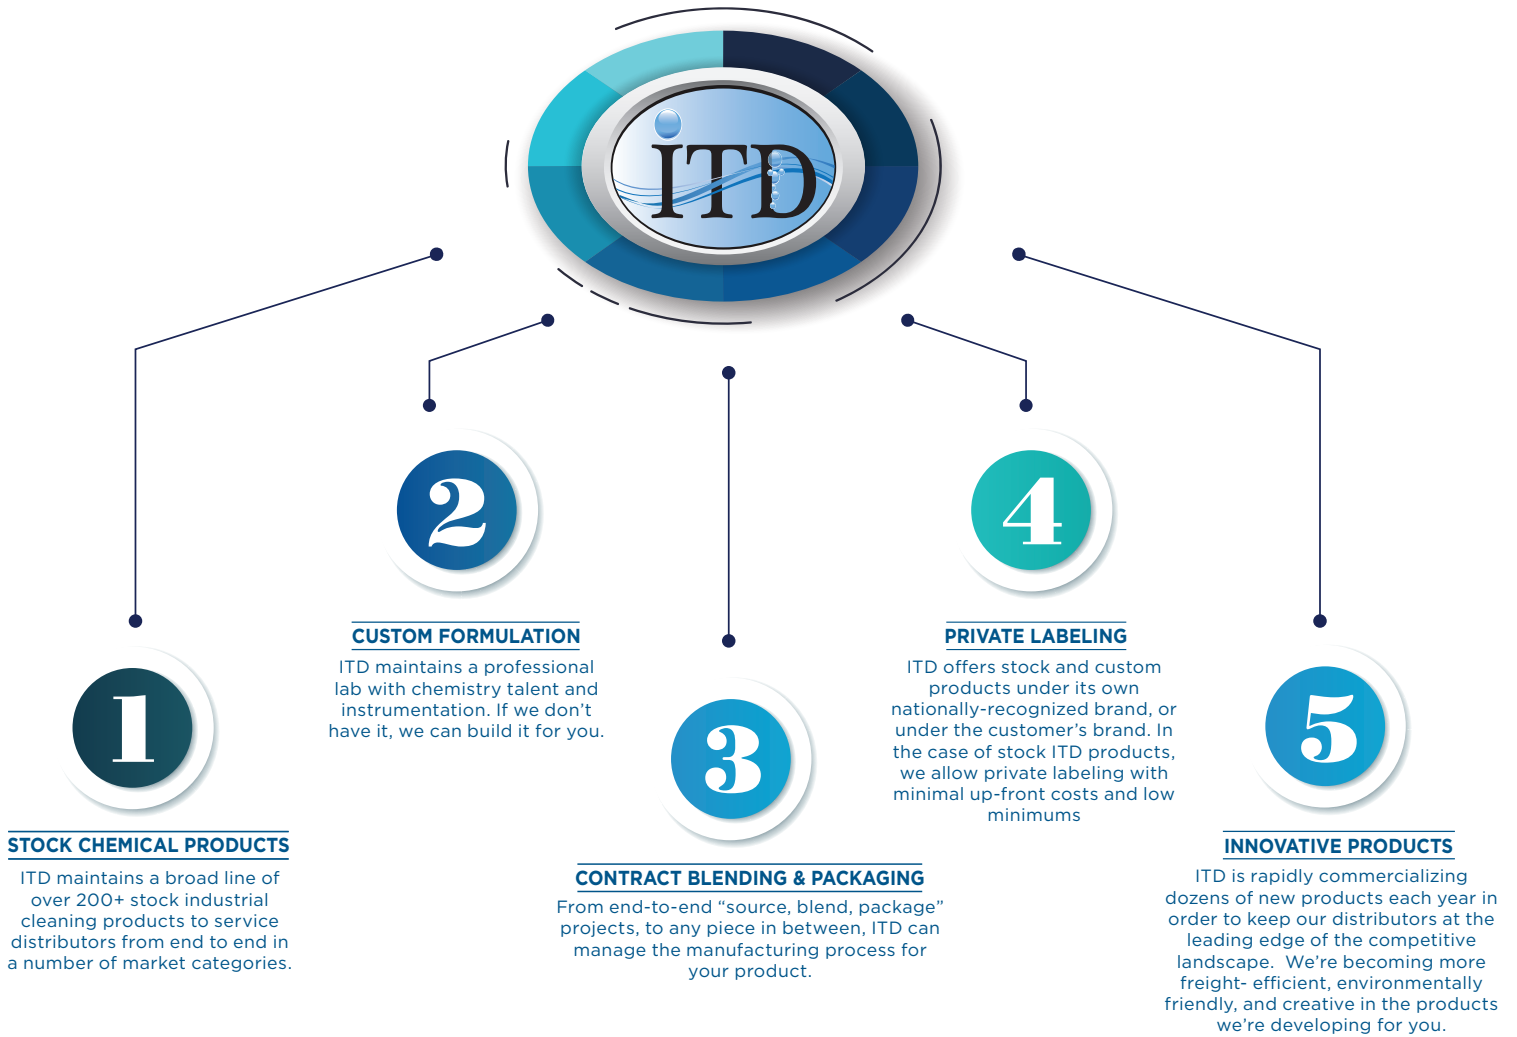 ITD
1
STOCK CHEMICAL PRODUCTS
ITD maintains a broad line of
over 200+ stock industrial
cleaning products to service
distributors from end to end in
a number of market categories.
2
CUSTOM FORMULATION
ITD maintains a professional
lab with chemistry talent and
instrumentation. If we don’t
have it, we can build it for you.
3
CONTRACT BLENDING & PACKAGING
From end-to-end “source, blend, package”
projects, to any piece in between, ITD can
manage the manufacturing process for
your product.
4
PRIVATE LABELING
ITD offers stock and custom
products under its own
nationally-recognized brand, or
under the customer’s brand. In
the case of stock ITD products,
we allow private labeling with
minimal up-front costs and low
minimums
5
INNOVATIVE PRODUCTS
ITD is rapidly commercializing
dozens of new products each year in
order to keep our distributors at the
leading edge of the competitive
landscape.  We’re becoming more
freight- efficient, environmentally
friendly, and creative in the products
we’re developing for you.